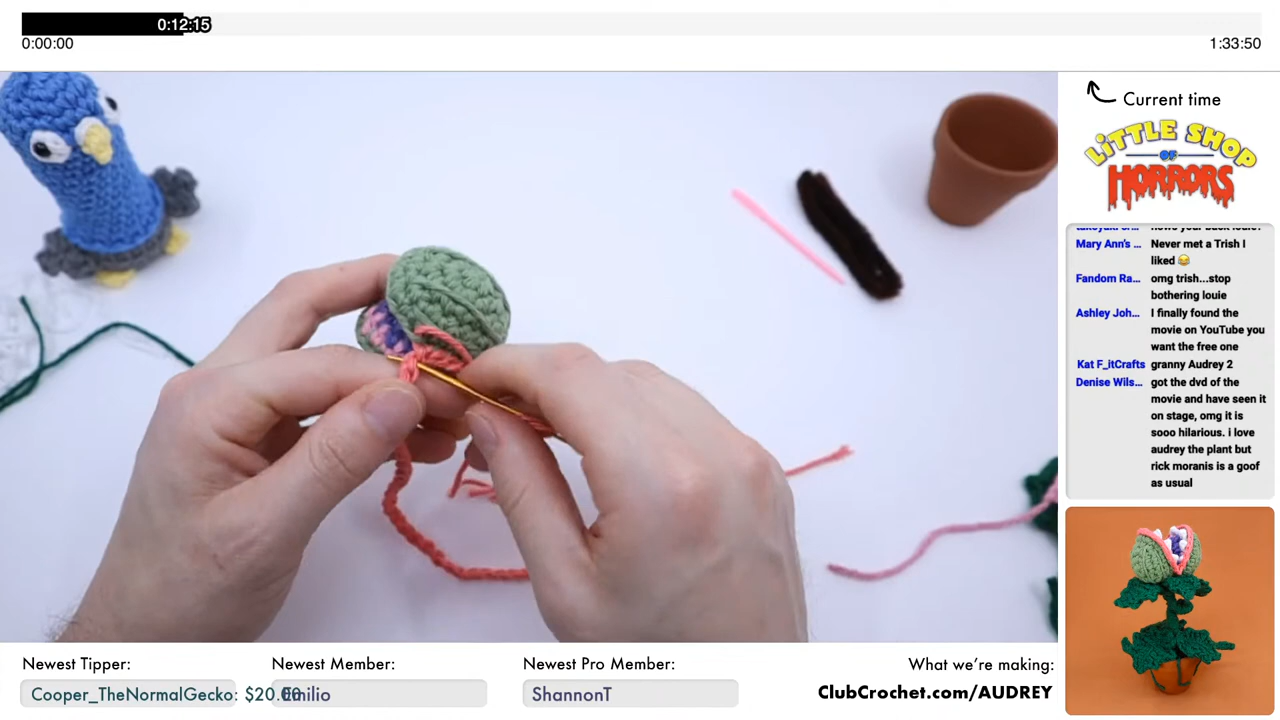 0:12:15
0:00:00
1:33:50
Current time
LiTTLE SHOP
OF
HORRORS
Mary Ann's ... Never met a Trish I
liked 😂
Fandom Ra... omg trish...stop
bothering louie
Ashley Joh... I finally found the
movie on YouTube you
want the free one
Kat F_itCrafts granny Audrey 2
Denise Wils... got the dvd of the
movie and have seen it
on stage, omg it is
sooo hilarious. i love
audrey the plant but
rick moranis is a goof
as usual
Newest Tipper:
Cooper_TheNormalGecko: $20.00
Newest Member:
Emilio
Newest Pro Member:
ShannonT
What we're making:
ClubCrochet.com/AUDREY